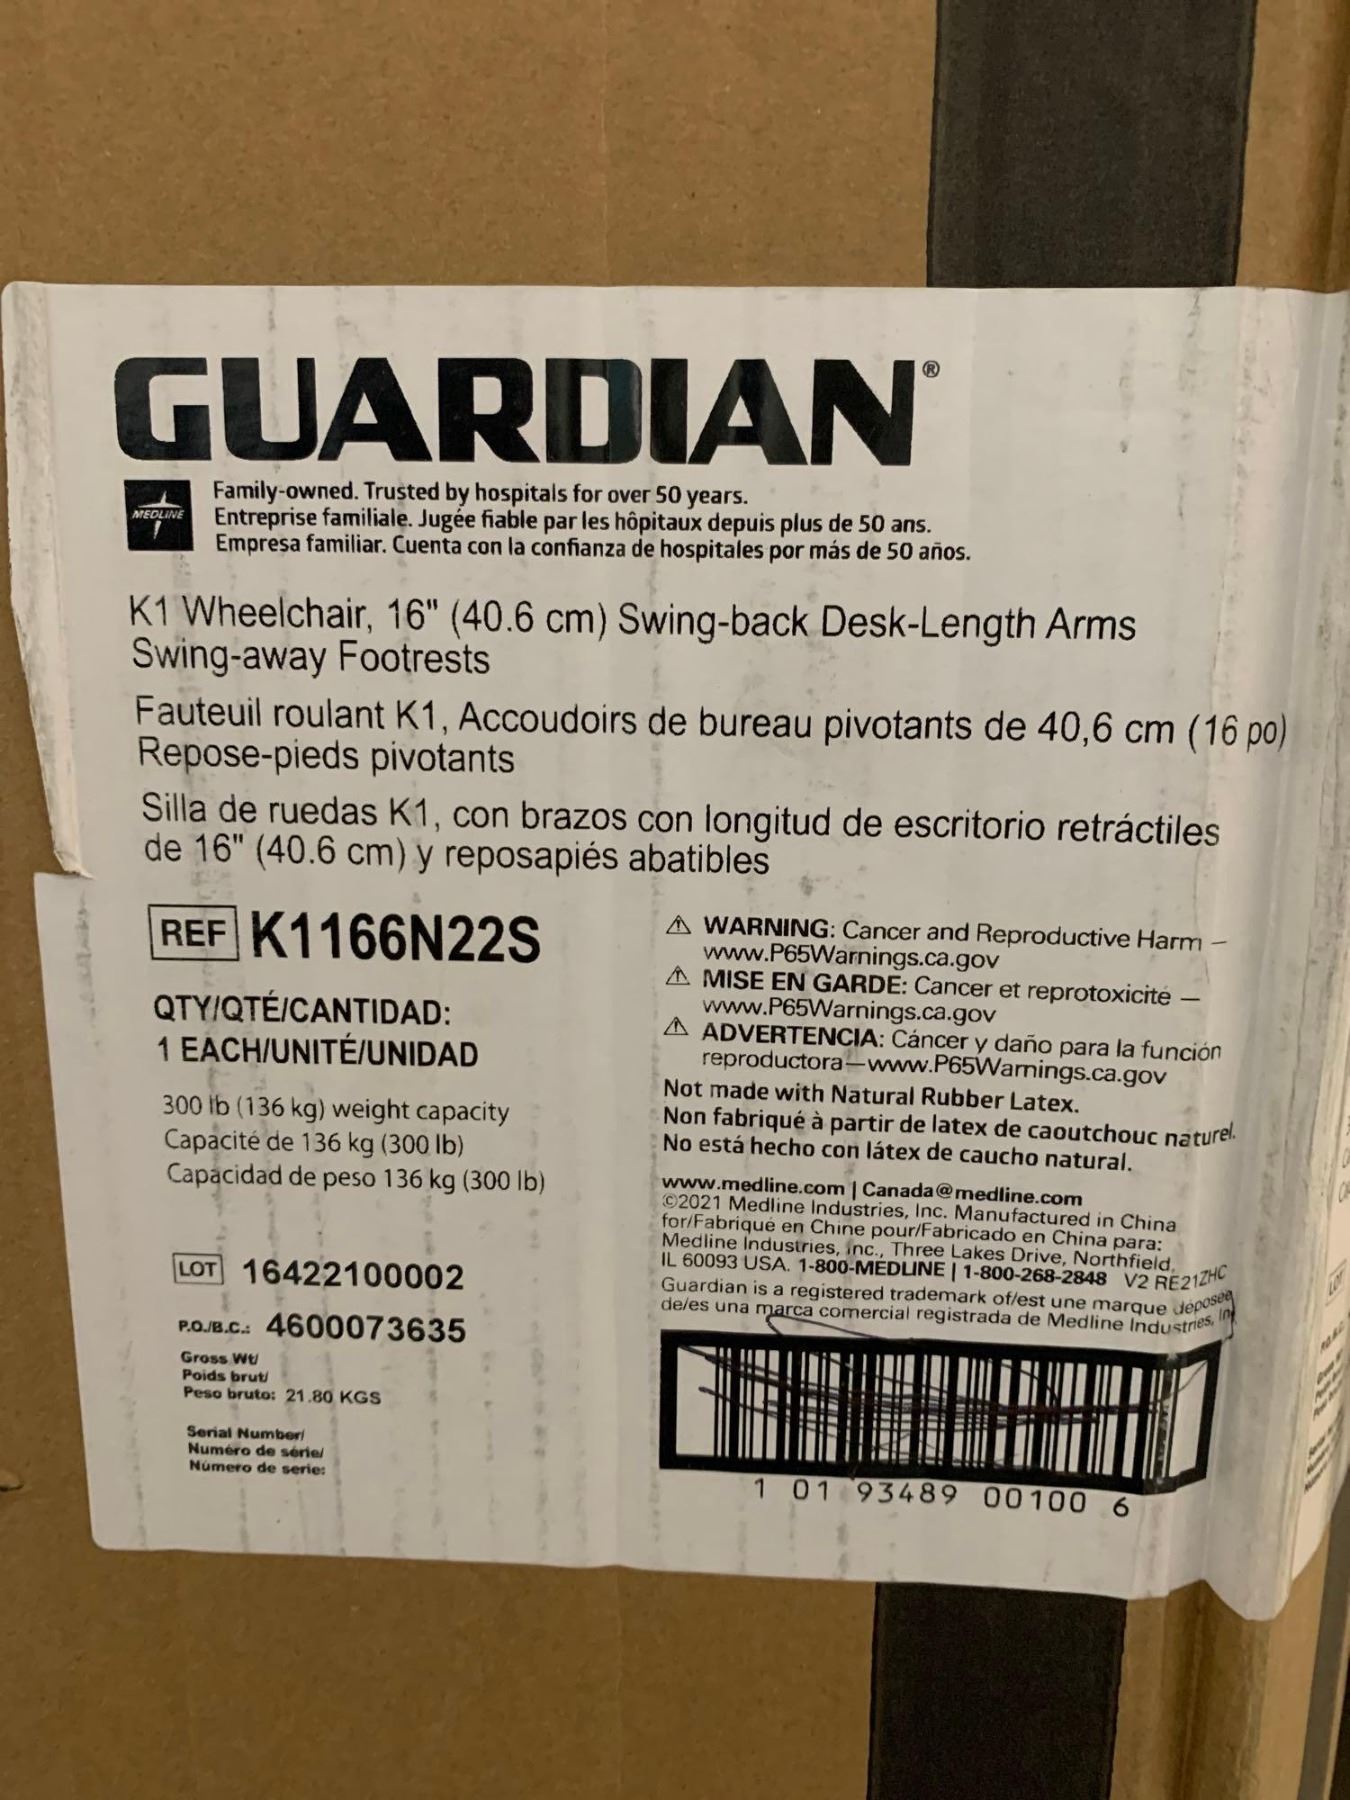 GUARDIAN®
MEDLINE
Family-owned. Trusted by hospitals for over 50 years.
Entreprise familiale. Jugée fiable par les hôpitaux depuis plus de 50 ans.
Empresa familiar. Cuenta con la confianza de hospitales por más de 50 años.
K1 Wheelchair, 16" (40.6 cm) Swing-back Desk-Length Arms
Swing-away Footrests
Fauteuil roulant K1, Accoudoirs de bureau pivotants de 40,6 cm (16 po)
Repose-pieds pivotants
Silla de ruedas K1, con brazos con longitud de escritorio retráctiles
de 16" (40.6 cm) y reposapiés abatibles
REF K1166N22S
QTY/QTÉ/CANTIDAD:
1 EACH/UNITÉ/UNIDAD
300 lb (136 kg) weight capacity
Capacité de 136 kg (300 lb)
Capacidad de peso 136 kg (300 lb)
LOT 16422100002
P.O./B.C.: 4600073635
Gross Wt/
Poids brut/
Peso bruto: 21.80 KGS
Serial Number/
Numéro de série/
Número de serie:
⚠ WARNING: Cancer and Reproductive Harm –
www.P65Warnings.ca.gov
⚠ MISE EN GARDE: Cancer et reprotoxicité —
www.P65Warnings.ca.gov
⚠ ADVERTENCIA: Cáncer y daño para la función
reproductora—www.P65Warnings.ca.gov
Not made with Natural Rubber Latex.
Non fabriqué à partir de latex de caoutchouc naturel.
No está hecho con látex de caucho natural.
www.medline.com | Canada@medline.com
©2021 Medline Industries, Inc. Manufactured in China
for/Fabriqué en Chine pour/Fabricado en China para:
Medline Industries, Inc., Three Lakes Drive, Northfield,
IL 60093 USA. 1-800-MEDLINE | 1-800-268-2848 V2 RE21ZHC
Guardian is a registered trademark of/est une marque déposée
de/es una marca comercial registrada de Medline Industries, Inc
1 01 93489 00100 6